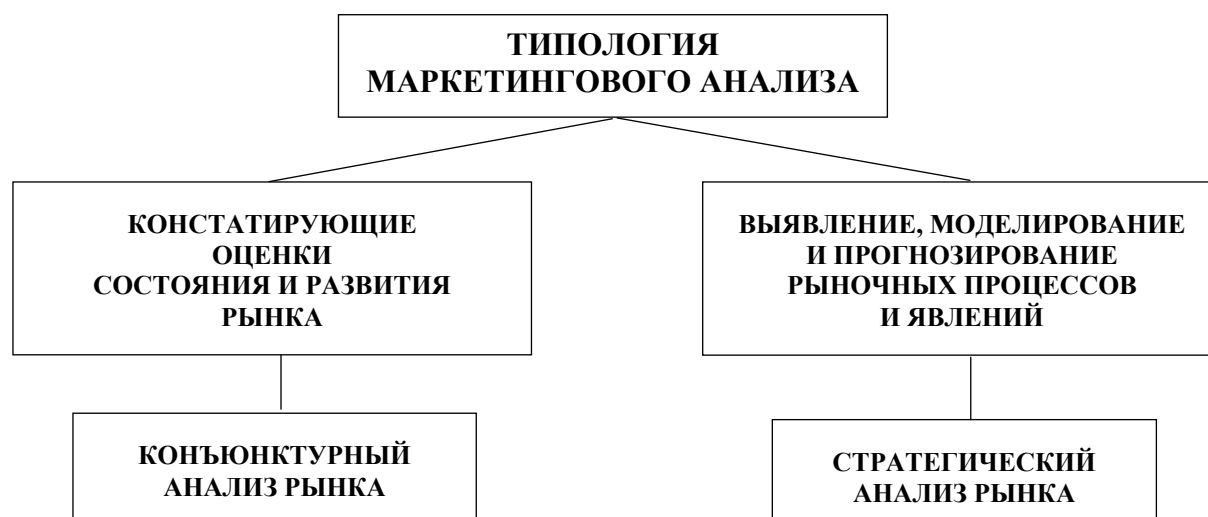 ТИПОЛОГИЯ
МАРКЕТИНГОВОГО АНАЛИЗА
КОНСТАТИРУЮЩИЕ
ОЦЕНКИ
СОСТОЯНИЯ И РАЗВИТИЯ
РЫНКА
ВЫЯВЛЕНИЕ, МОДЕЛИРОВАНИЕ
И ПРОГНОЗИРОВАНИЕ
РЫНОЧНЫХ ПРОЦЕССОВ
И ЯВЛЕНИЙ
КОНЪЮНКТУРНЫЙ
АНАЛИЗ РЫНКА
СТРАТЕГИЧЕСКИЙ
АНАЛИЗ РЫНКА